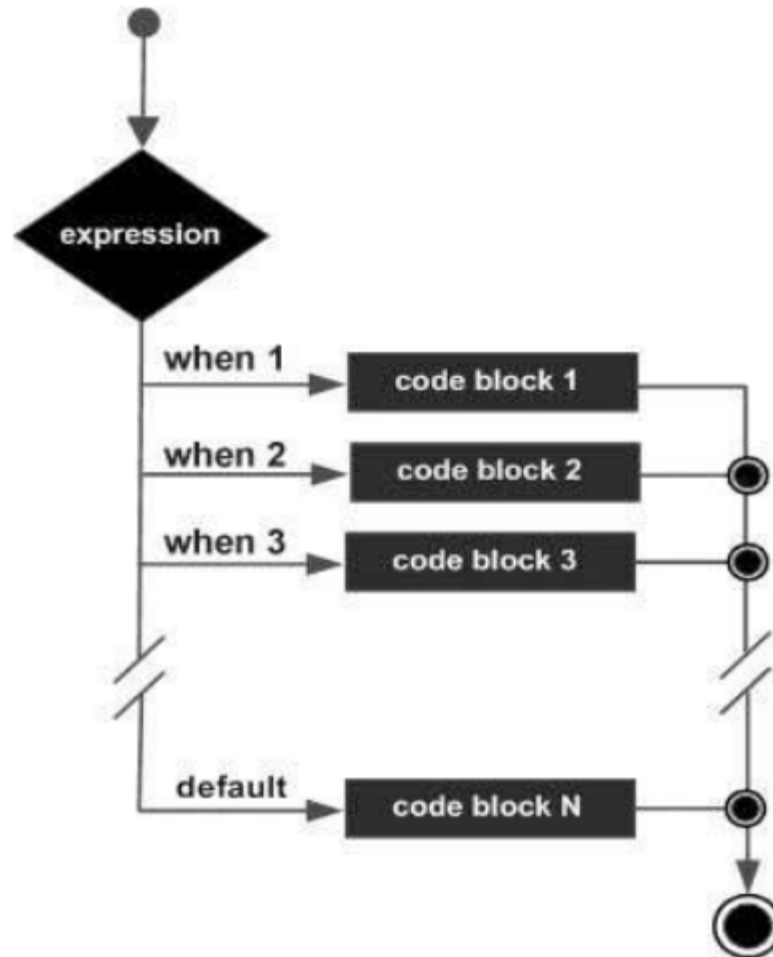 expression
when 1
code block 1
when 2
code block 2
when 3
code block 3
default
code block N